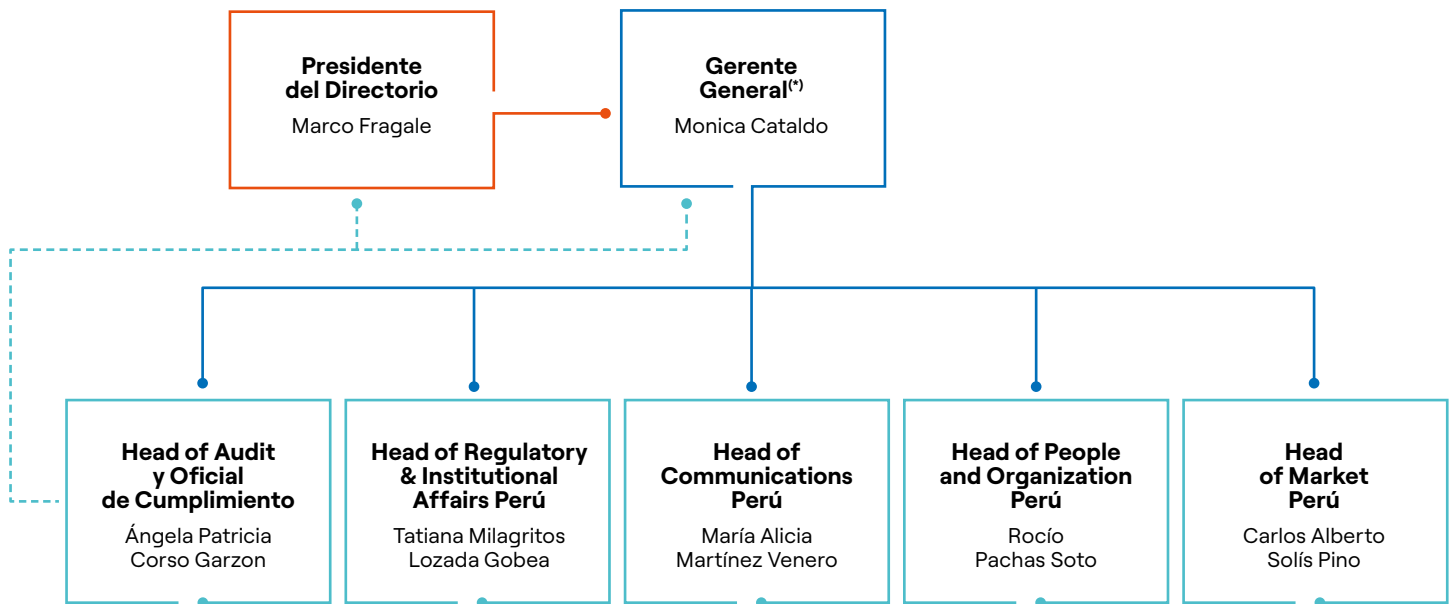 Presidente
del Directorio
Marco Fragale
Gerente
General(*)
Monica Cataldo
Head of Audit
y Oficial
de Cumplimiento
Ángela Patricia
Corso Garzon
Head of Regulatory
& Institutional
Affairs Perú
Tatiana Milagritos
Lozada Gobea
Head of
Communications
Perú
María Alicia
Martínez Venero
Head of People
and Organization
Perú
Rocío
Pachas Soto
Head
of Market
Perú
Carlos Alberto
Solís Pino